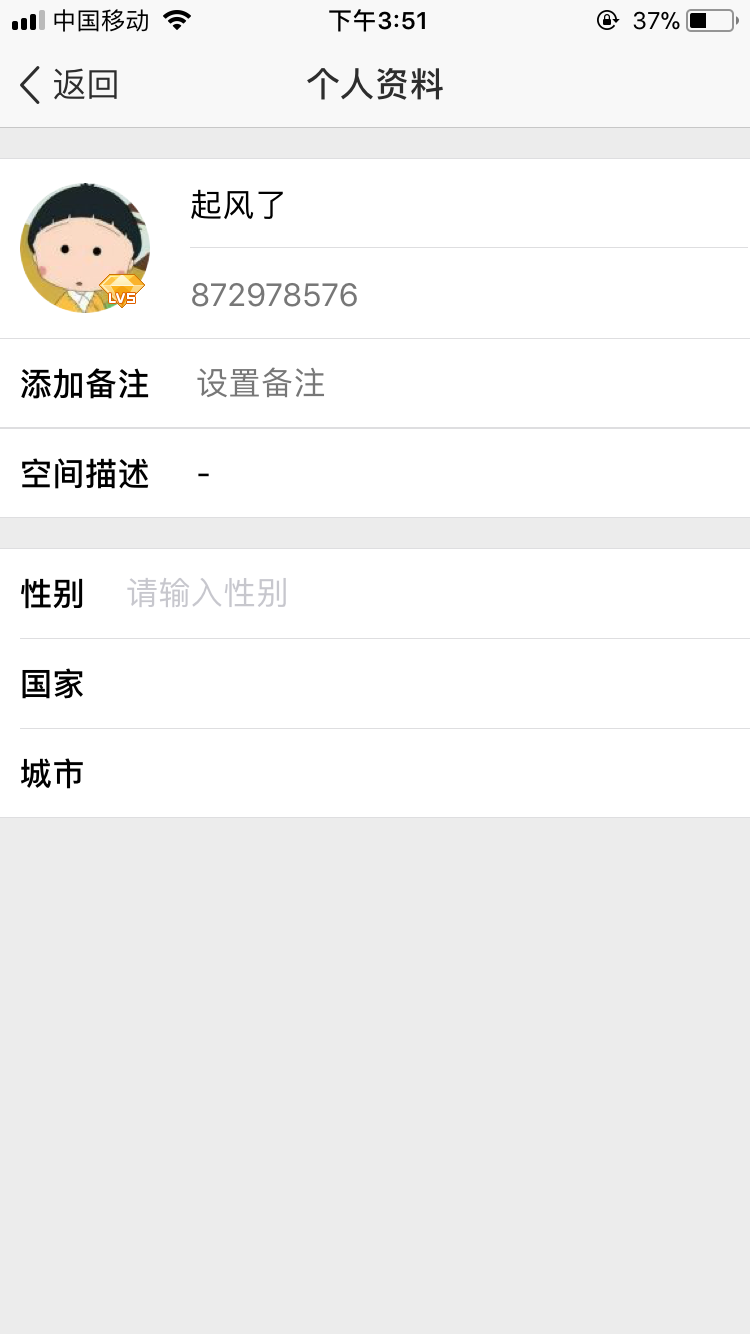 中国移动 下午3:51 37%
返回 个人资料
起风了
LV5
872978576
添加备注 设置备注
空间描述 -
性别 请输入性别
国家
城市